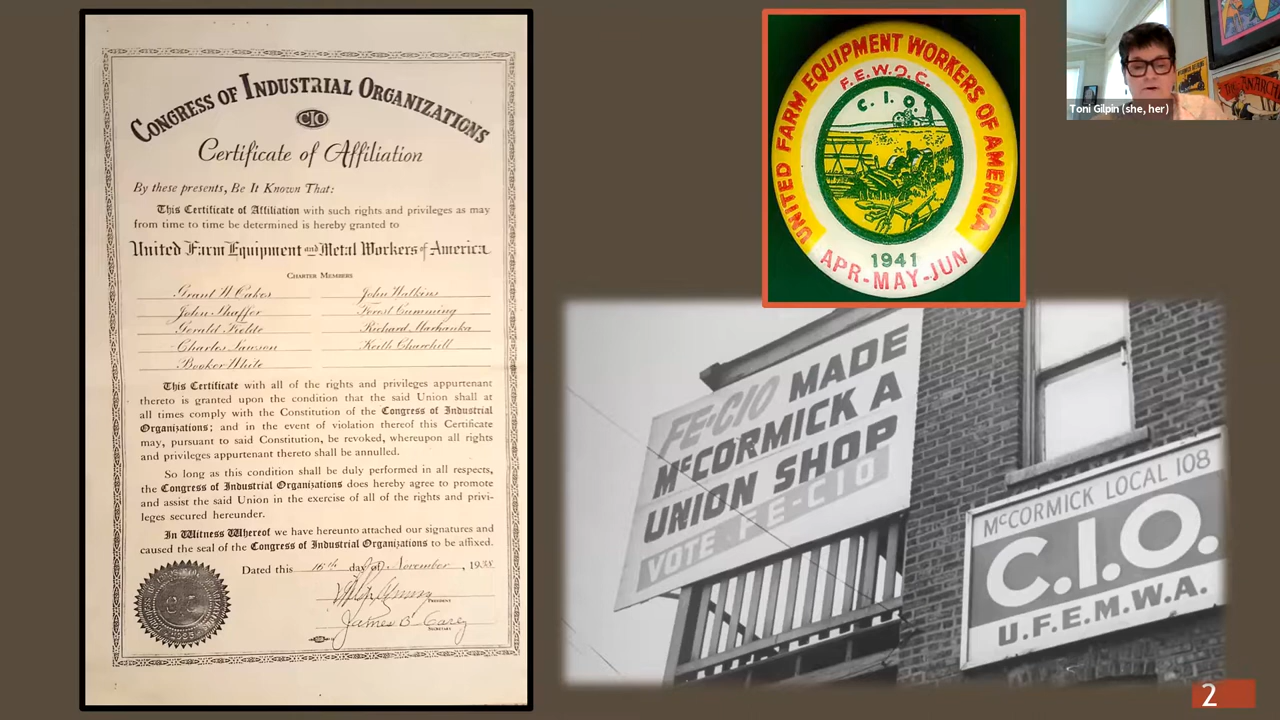 CONGRESS OF INDUSTRIAL ORGANIZATIONS
CIO
Certificate of Affiliation
By these presents, Be It Known That:
This Certificate of Affiliation with such rights and privileges as may
from time to time be determined is hereby granted to
United Farm Equipment and Metal Workers of America
CHARTER MEMBERS
Grant W. Oakes John Watkins
John Shaffer Forest Cumming
Gerald Fielde Richard
Charles Lawson Keith Churchill
Booker White
This Certificate with all of the rights and privileges appurtenant
thereto is granted upon the condition that the said Union shall at
all times comply with the Constitution of the Congress of Industrial
Organizations; and in the event of violation thereof this Certificate
may, pursuant to said Constitution, be revoked, whereupon all rights
and privileges appurtenant thereto shall be annulled.
So long as this condition shall be duly performed in all respects,
the Congress of Industrial Organizations does hereby agree to promote
and assist the said Union in the exercise of all of the rights and privi-
leges secured hereunder.
In Witness Whereof we have hereunto attached our signatures and
caused the seal of the Congress of Industrial Organizations to be affixed.
Dated this 16th day of November, 1938
PRESIDENT
James B. Carey
SECRETARY
UNITED FARM EQUIPMENT WORKERS OF AMERICA
F.E.W.O.C.
C. I. O.
1941
APR-MAY-JUN
Toni Gilpin (she, her)
THE ANARCH
FE-CIO MADE
McCORMICK A
UNION SHOP
VOTE FE-CIO
McCORMICK LOCAL 108
C.I.O.
U.F.E.M.W.A.
2